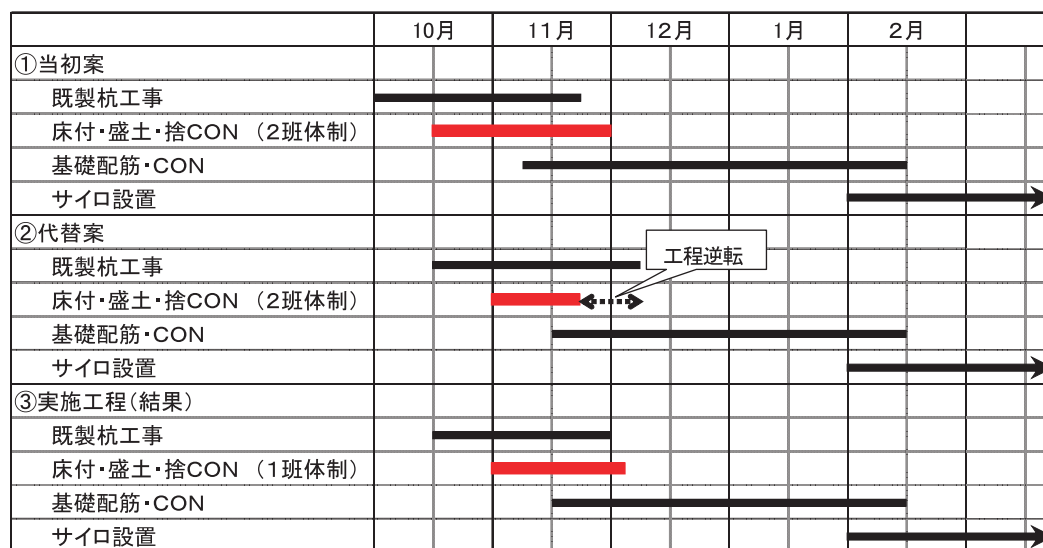 10月 11月 12月 1月 2月
①当初案
既製杭工事
床付・盛土・捨CON （2班体制）
基礎配筋・CON
サイロ設置
②代替案
既製杭工事
工程逆転
床付・盛土・捨CON （2班体制）
基礎配筋・CON
サイロ設置
③実施工程（結果）
既製杭工事
床付・盛土・捨CON （1班体制）
基礎配筋・CON
サイロ設置